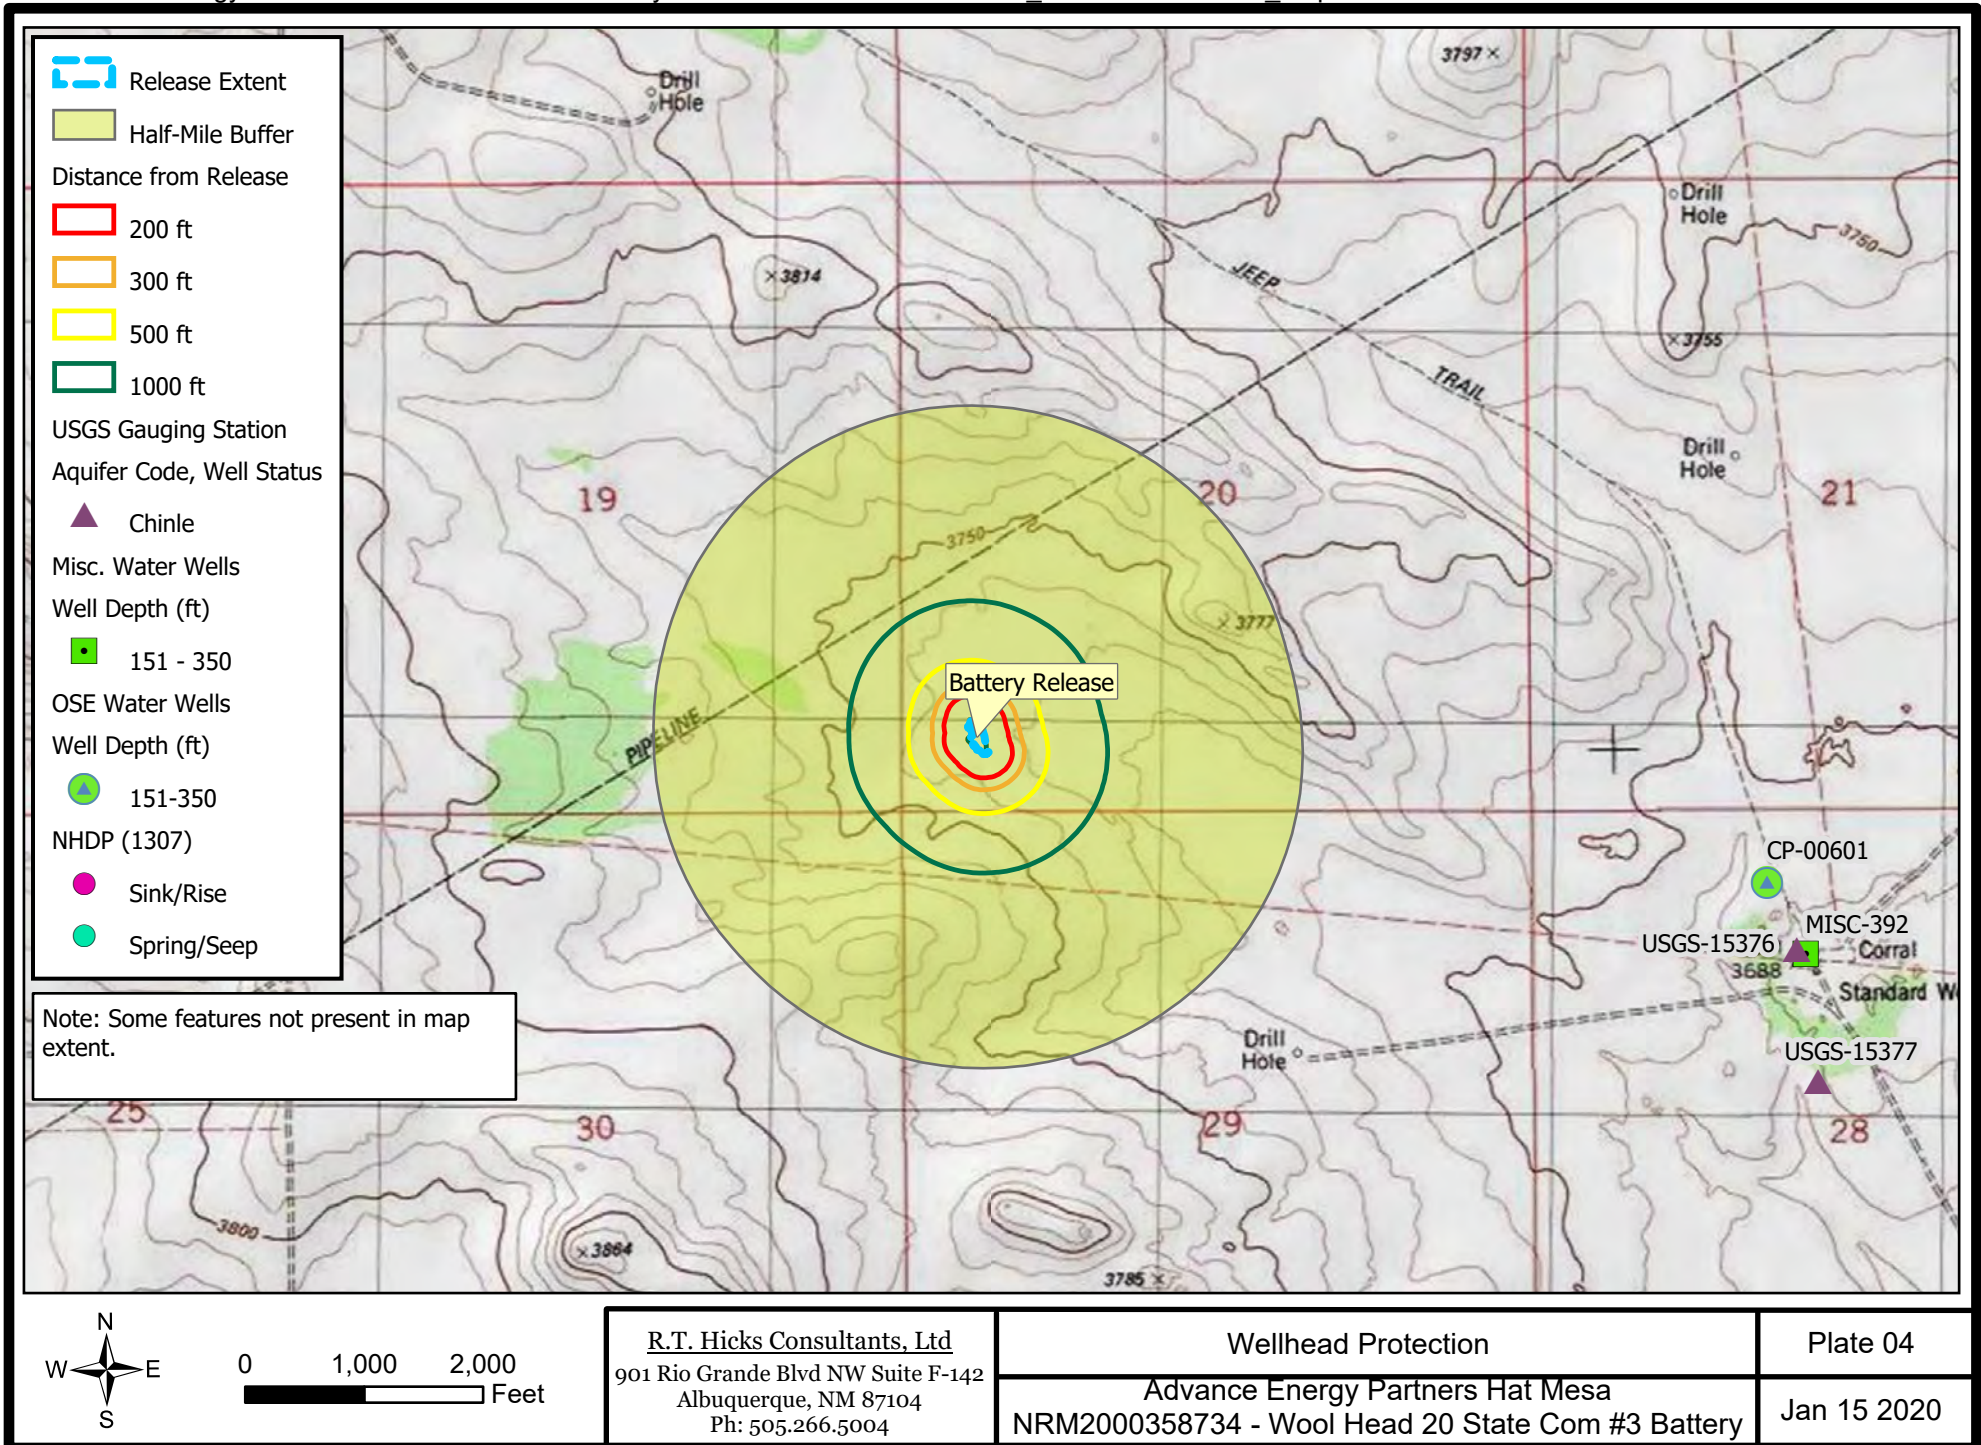 Release Extent
Half-Mile Buffer
Distance from Release
200 ft
300 ft
500 ft
1000 ft
USGS Gauging Station
Aquifer Code, Well Status
Chinle
Misc. Water Wells
Well Depth (ft)
151 - 350
OSE Water Wells
Well Depth (ft)
151-350
NHDP (1307)
Sink/Rise
Spring/Seep
Note: Some features not present in map
extent.
3797
Drill
Hole
Drill
Hole
3750
3814
JEEP
3755
TRAIL
Drill
Hole
19
20
21
3750
3777
Battery Release
PIPELINE
CP-00601
MISC-392
USGS-15376
Corral
3688
Standard W
Drill
Hole
USGS-15377
25
30
29
28
3800
3864
3785
N
W
E
S
0 1,000 2,000
Feet
R.T. Hicks Consultants, Ltd
901 Rio Grande Blvd NW Suite F-142
Albuquerque, NM 87104
Ph: 505.266.5004
Wellhead Protection
Advance Energy Partners Hat Mesa
NRM2000358734 - Wool Head 20 State Com #3 Battery
Plate 04
Jan 15 2020